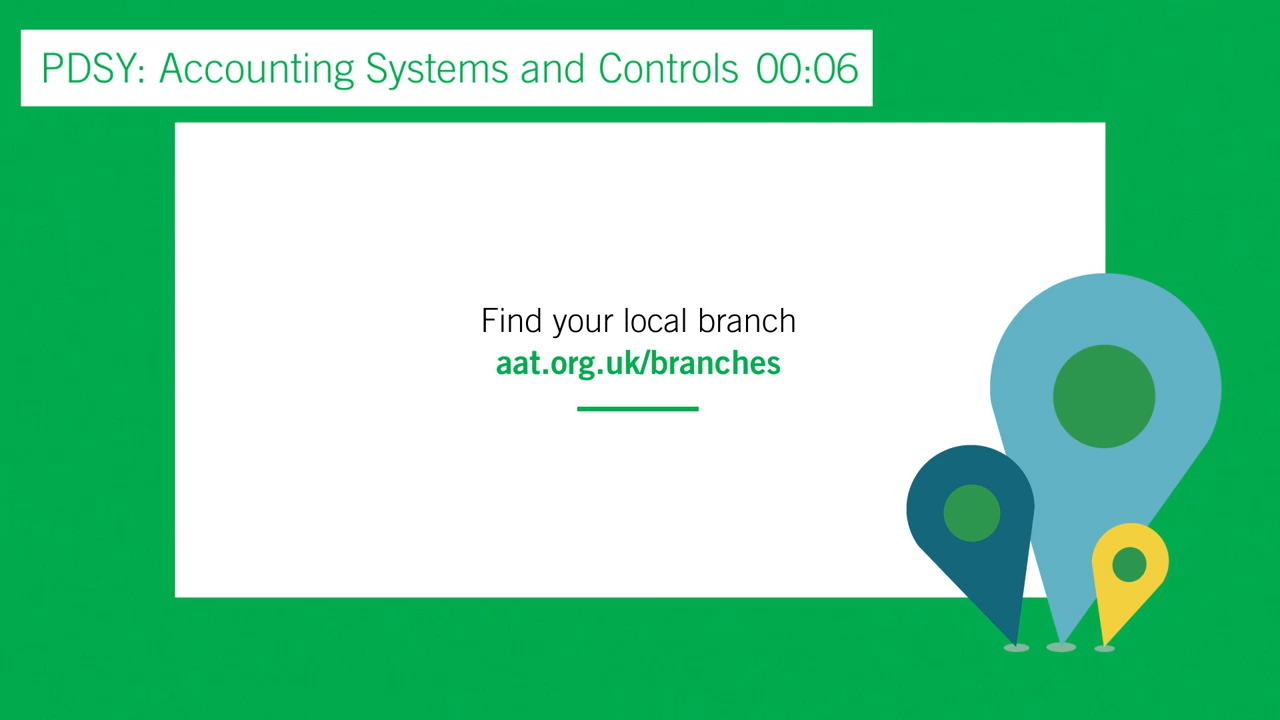 PDSY: Accounting Systems and Controls 00:06
Find your local branch
aat.org.uk/branches